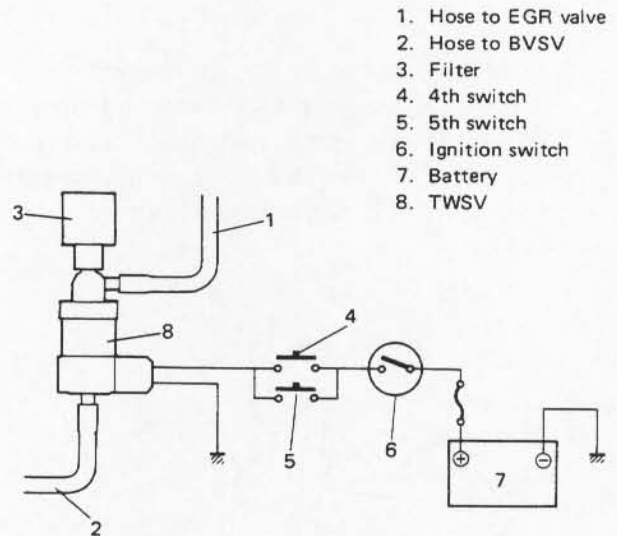 1. Hose to EGR valve
2. Hose to BVSV
3. Filter
4. 4th switch
5. 5th switch
6. Ignition switch
7. Battery
8. TWSV
3
1
8
4
5
6
7
2
+
−